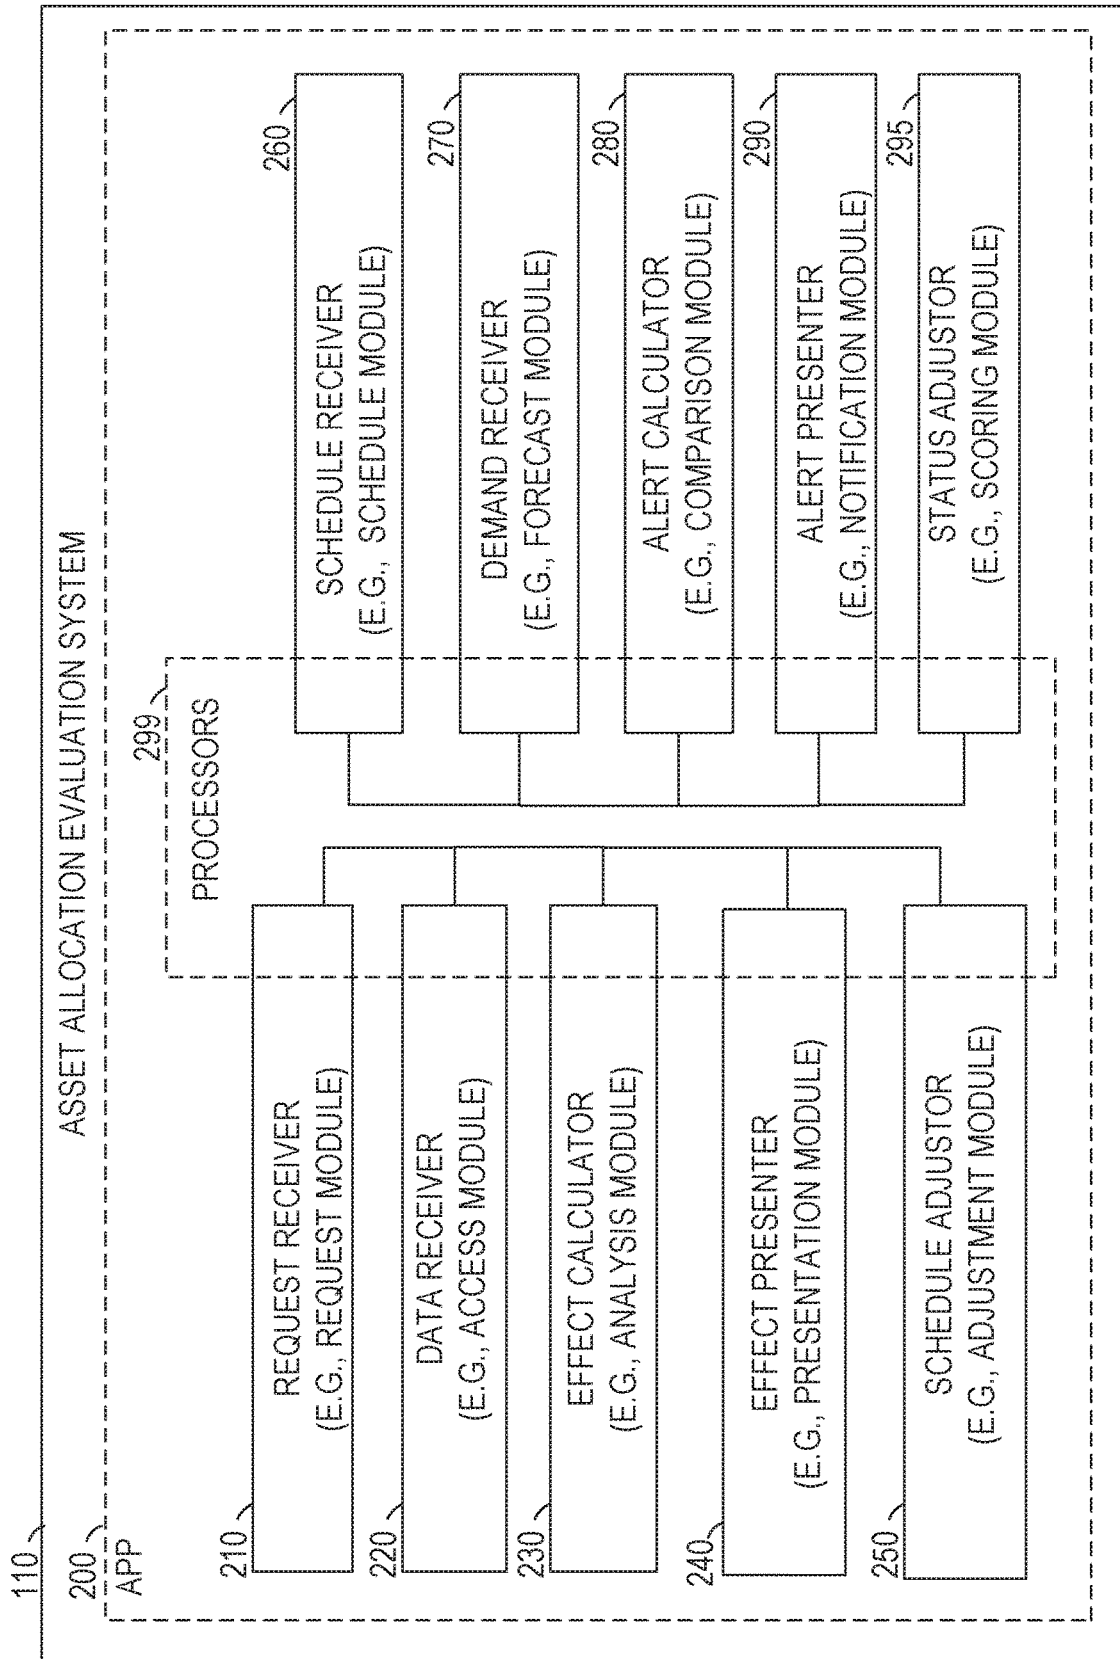 110
ASSET ALLOCATION EVALUATION SYSTEM
200
APP
299
PROCESSORS
210
REQUEST RECEIVER
(E.G., REQUEST MODULE)
220
DATA RECEIVER
(E.G., ACCESS MODULE)
230
EFFECT CALCULATOR
(E.G., ANALYSIS MODULE)
240
EFFECT PRESENTER
(E.G., PRESENTATION MODULE)
250
SCHEDULE ADJUSTOR
(E.G., ADJUSTMENT MODULE)
260
SCHEDULE RECEIVER
(E.G., SCHEDULE MODULE)
270
DEMAND RECEIVER
(E.G., FORECAST MODULE)
280
ALERT CALCULATOR
(E.G., COMPARISON MODULE)
290
ALERT PRESENTER
(E.G., NOTIFICATION MODULE)
295
STATUS ADJUSTOR
(E.G., SCORING MODULE)